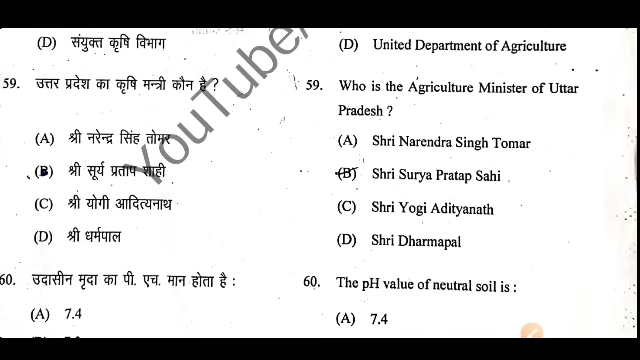 (D) संयुक्त कृषि विभाग
59. उत्तर प्रदेश का कृषि मन्त्री कौन है ?
(A) श्री नरेन्द्र सिंह तोमर
(B) श्री सूर्य प्रताप शाही
(C) श्री योगी आदित्यनाथ
(D) श्री धर्मपाल
60. उदासीन मृदा का पी. एच. मान होता है :
(A) 7.4
(D) United Department of Agriculture
59. Who is the Agriculture Minister of Uttar
Pradesh ?
(A) Shri Narendra Singh Tomar
(B) Shri Surya Pratap Sahi
(C) Shri Yogi Adityanath
(D) Shri Dharmapal
60. The pH value of neutral soil is :
(A) 7.4
YouTube/